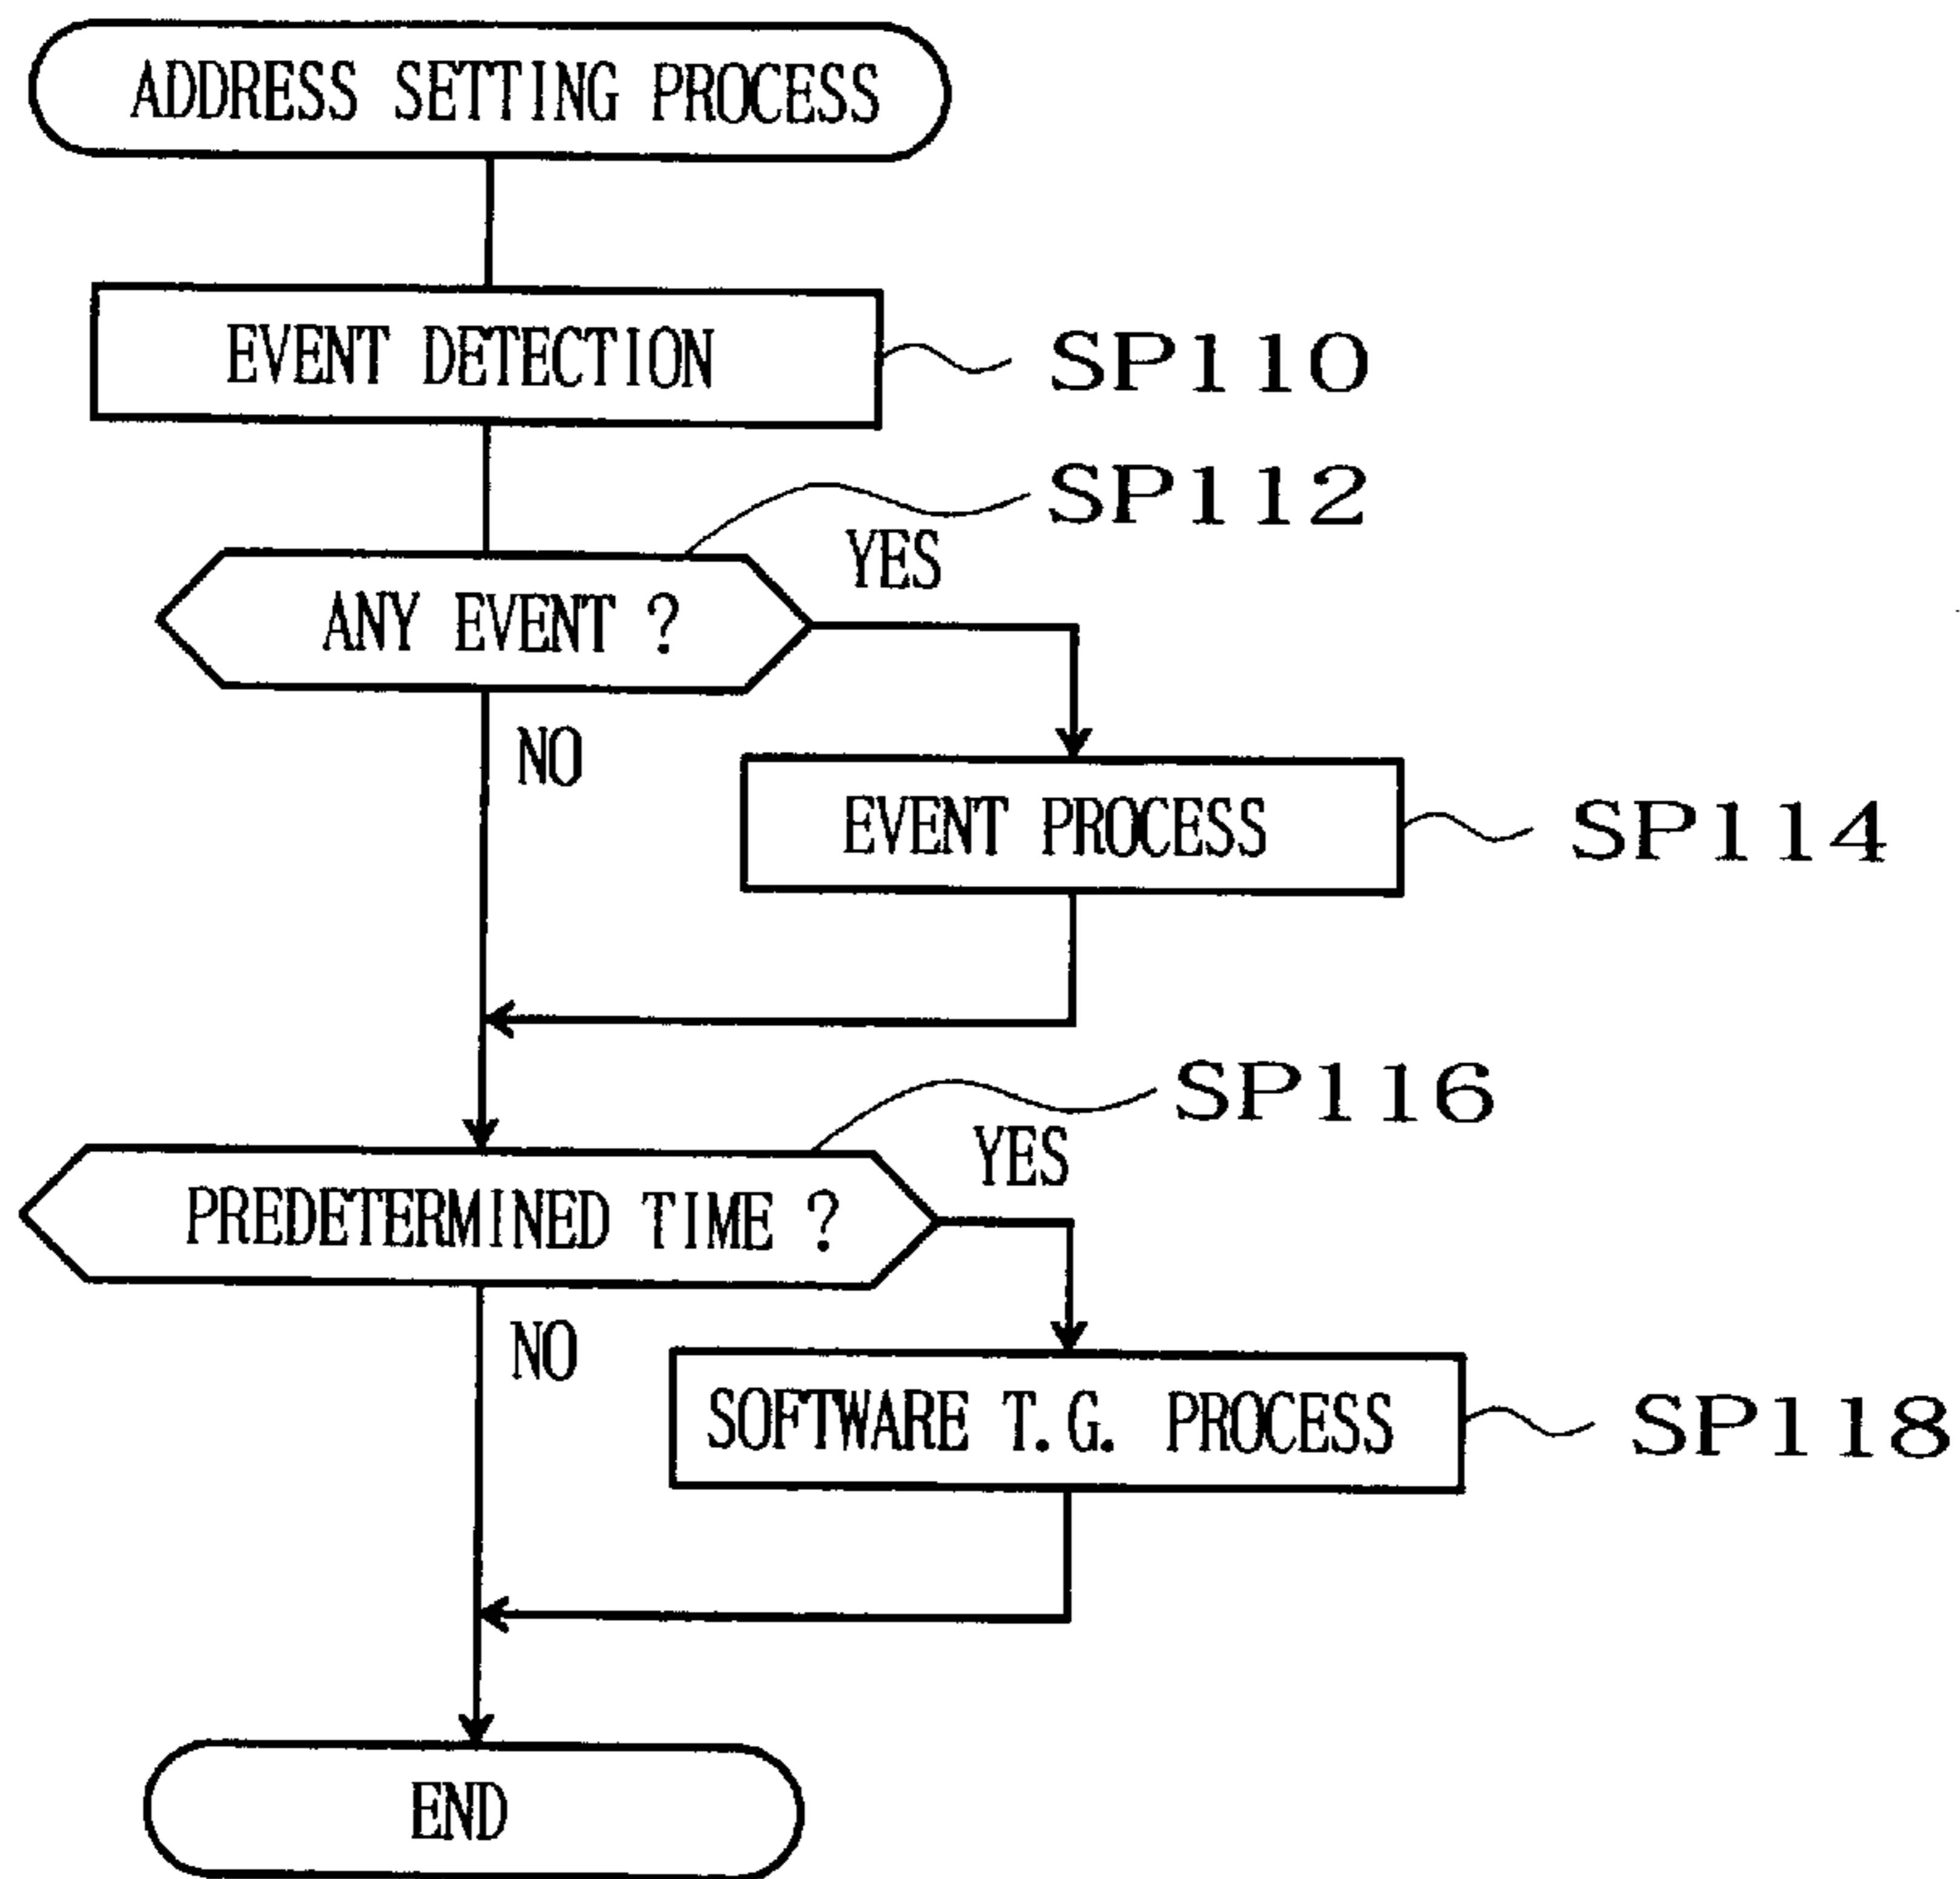 ADDRESS SETTING PROCESS
EVENT DETECTION
SP110
SP112
YES
ANY EVENT ?
NO
EVENT PROCESS
SP114
SP116
YES
PREDETERMINED TIME ?
NO
SOFTWARE T.G. PROCESS
SP118
END